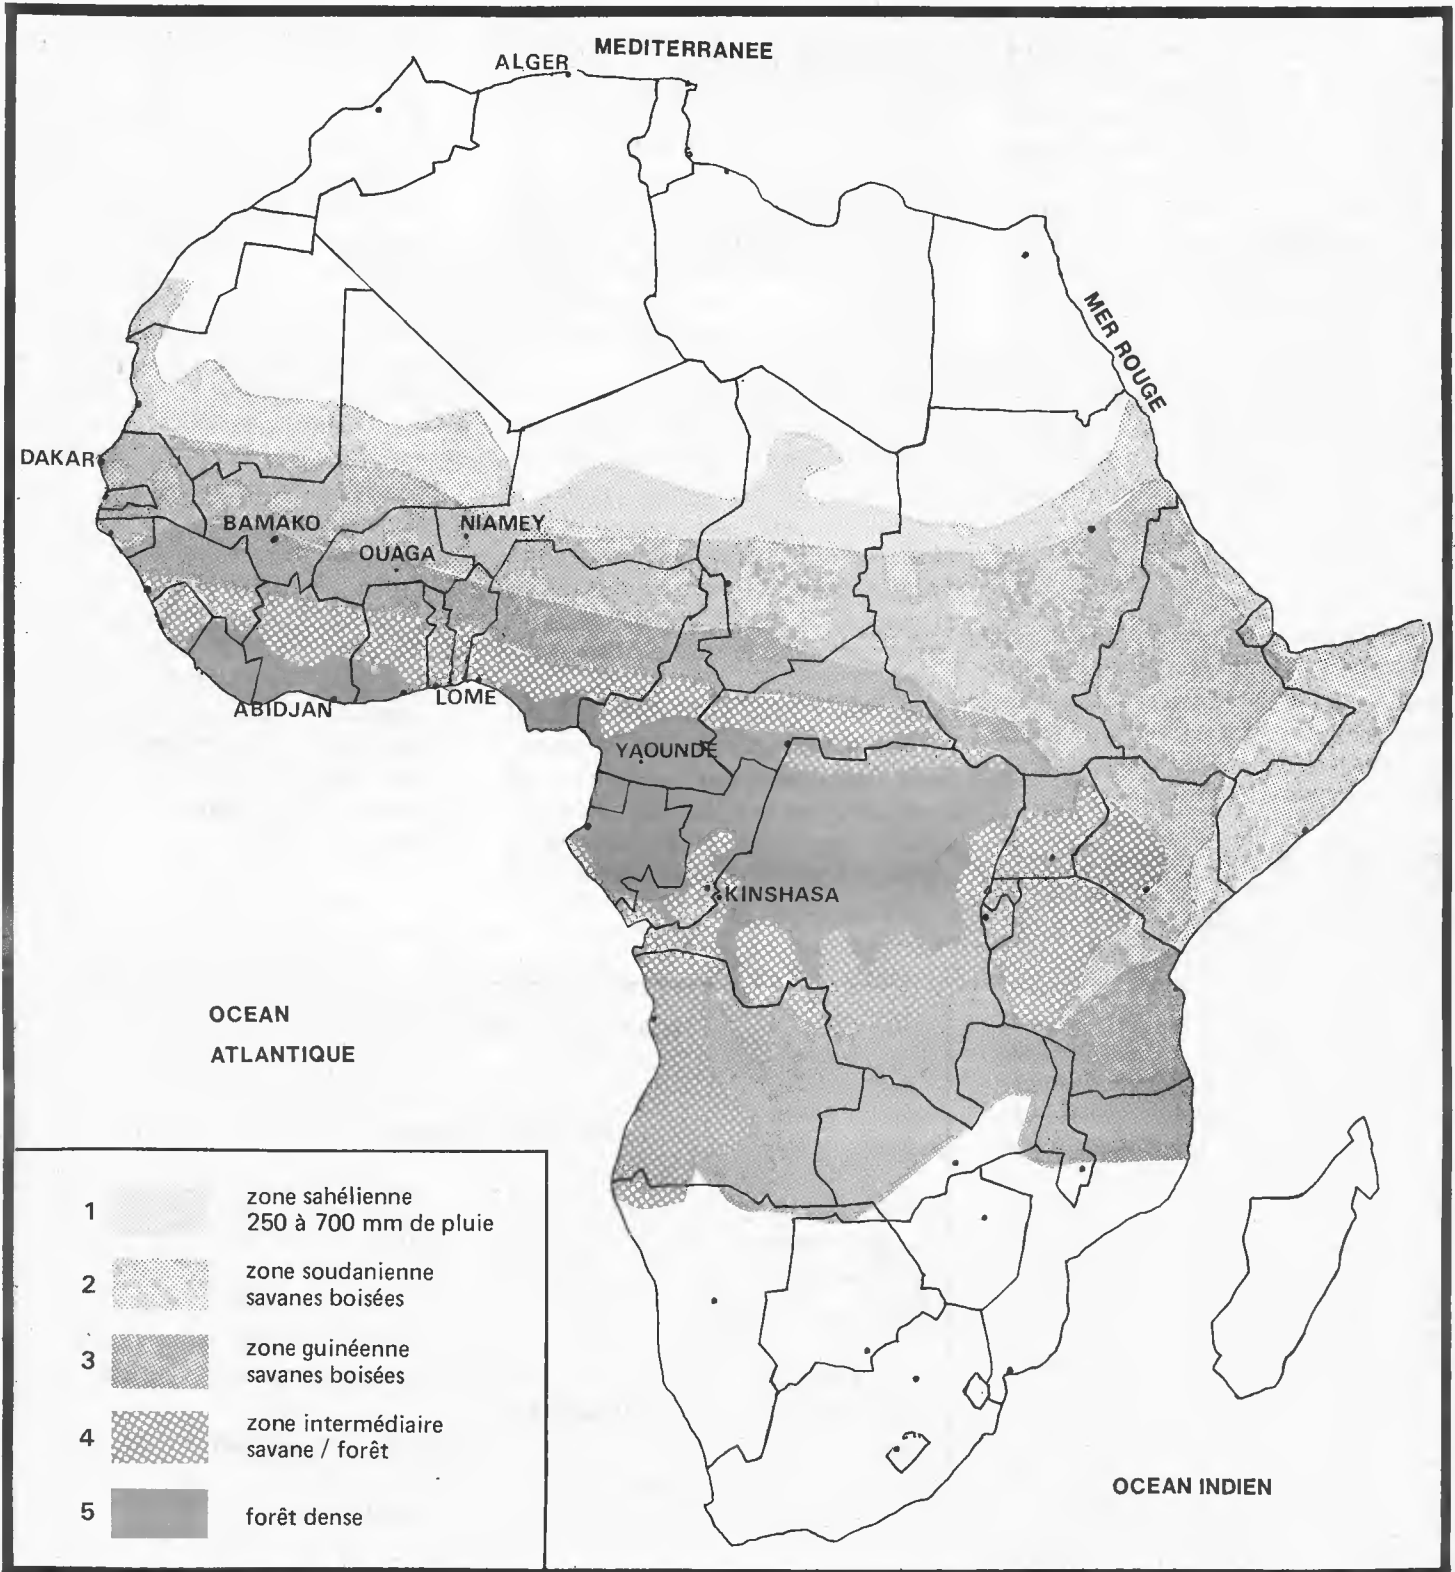 MEDITERRANEE
ALGER
MER ROUGE
DAKAR
BAMAKO
NIAMEY
OUAGA
ABIDJAN
LOME
YAOUNDE
KINSHASA
OCEAN
ATLANTIQUE
1
zone sahélienne
250 à 700 mm de pluie
2
zone soudanienne
savanes boisées
3
zone guinéenne
savanes boisées
4
zone intermédiaire
savane / forêt
5
forêt dense
OCEAN INDIEN